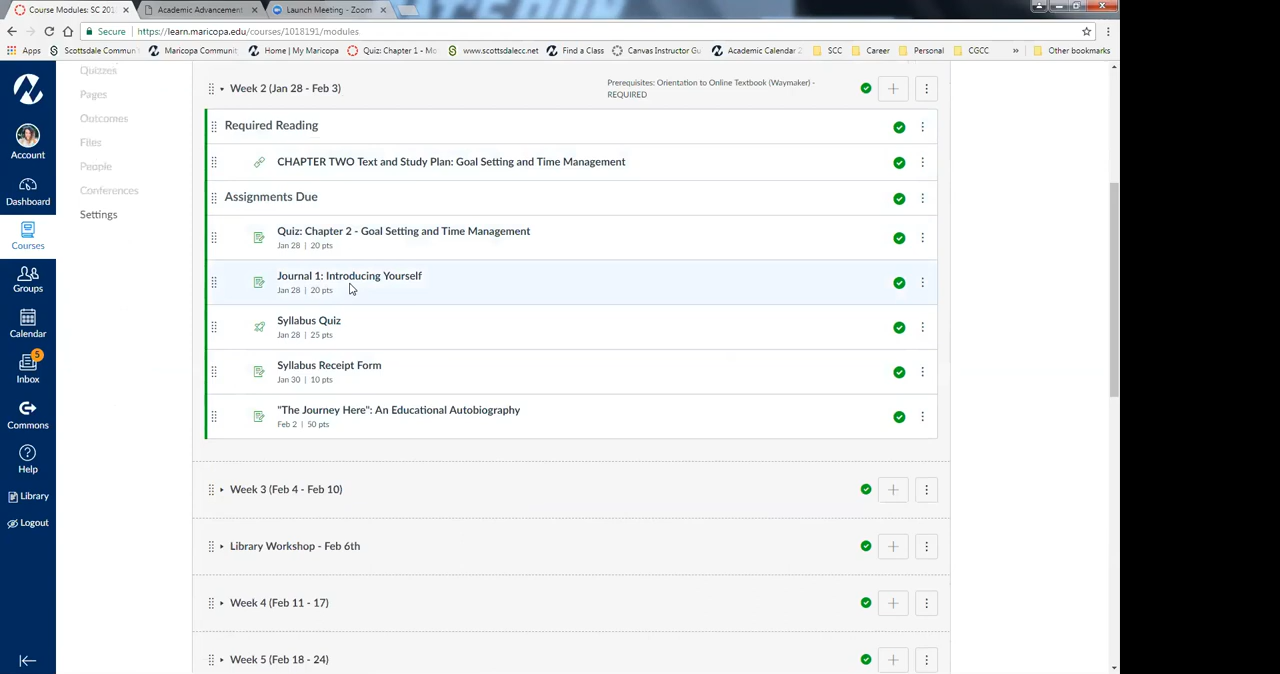 Course Modules: SC 201
Academic Advancement
Launch Meeting - Zoom
Secure
https://learn.maricopa.edu/courses/1018191/modules
Apps
Scottsdale Commun
Maricopa Communit
Home | My Maricopa
Quiz: Chapter 1 - Mo
www.scottsdalecc.net
Find a Class
Canvas Instructor Gu
Academic Calendar 2
SCC
Career
Personal
CGCC
»
Other bookmarks
Account
Dashboard
Courses
Groups
Calendar
5
Inbox
Commons
Help
Library
Logout
Quizzes
Pages
Outcomes
Files
People
Conferences
Settings
Week 2 (Jan 28 - Feb 3)
Prerequisites: Orientation to Online Textbook (Waymaker) -
REQUIRED
Required Reading
CHAPTER TWO Text and Study Plan: Goal Setting and Time Management
Assignments Due
Quiz: Chapter 2 - Goal Setting and Time Management
Jan 28 | 20 pts
Journal 1: Introducing Yourself
Jan 28 | 20 pts
Syllabus Quiz
Jan 28 | 25 pts
Syllabus Receipt Form
Jan 30 | 10 pts
"The Journey Here": An Educational Autobiography
Feb 2 | 50 pts
Week 3 (Feb 4 - Feb 10)
Library Workshop - Feb 6th
Week 4 (Feb 11 - 17)
Week 5 (Feb 18 - 24)